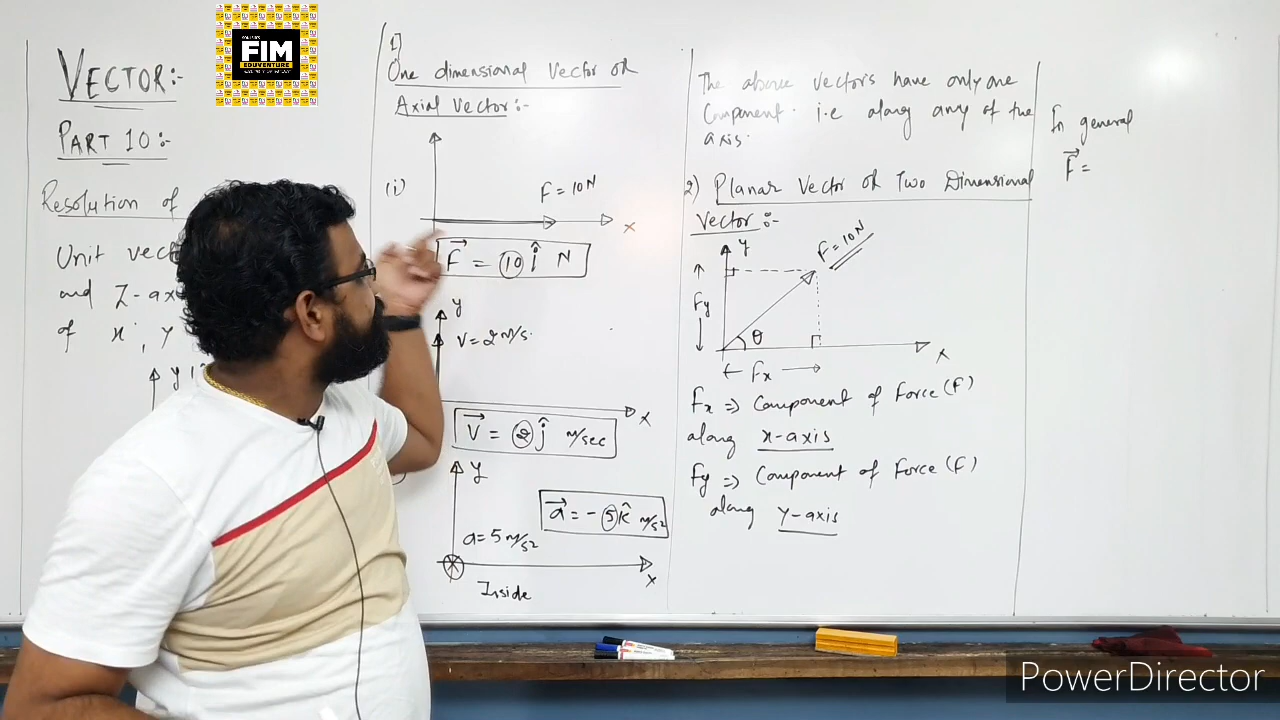 VECTOR:-
PART 10:-
Resolution of
Unit vect
and Z-ax
of x, y
y
FIM
EDUVENTURE
1]
One dimensional Vector or
Axial Vector:-
(i)
F = 10 N
x
F = 10 î N
y
V = 2 m/s.
x
V = 2 ĵ m/sec
y
a = -5 k̂ m/s²
a = 5 m/s²
x
Inside
The above vectors have only one
Component. i.e along any of the
axis.
2) Planar Vector or Two Dimensional
Vector:-
y
F = 10N
Fy
θ
x
Fx
Fx => Component of Force (F)
along x-axis
Fy => Component of Force (F)
along y-axis
In general
F =
PowerDirector